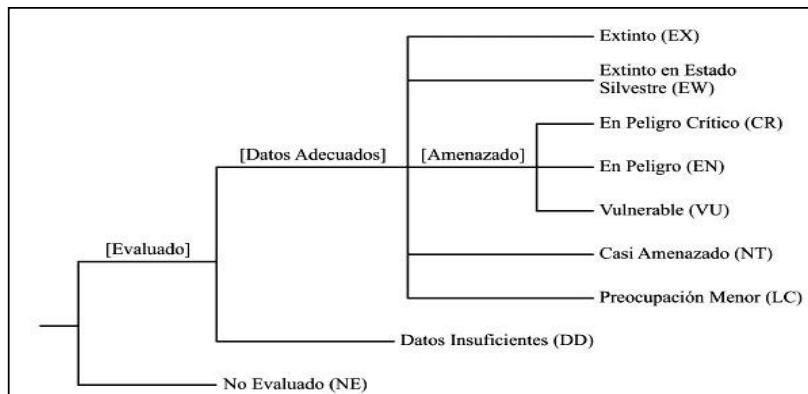 Extinto (EX)
Extinto en Estado
Silvestre (EW)
En Peligro Crítico (CR)
[Datos Adecuados]
[Amenazado]
En Peligro (EN)
Vulnerable (VU)
[Evaluado]
Casi Amenazado (NT)
Preocupación Menor (LC)
Datos Insuficientes (DD)
No Evaluado (NE)